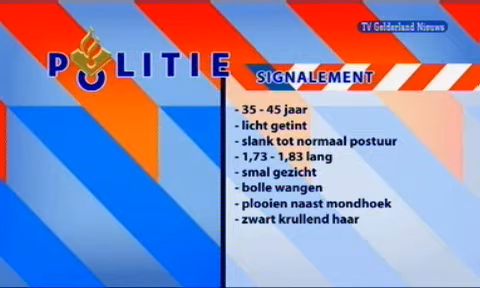 TV Gelderland Nieuws
POLITIE
SIGNALEMENT
- 35 - 45 jaar
- licht getint
- slank tot normaal postuur
- 1,73 - 1,83 lang
- smal gezicht
- bolle wangen
- plooien naast mondhoek
- zwart krullend haar